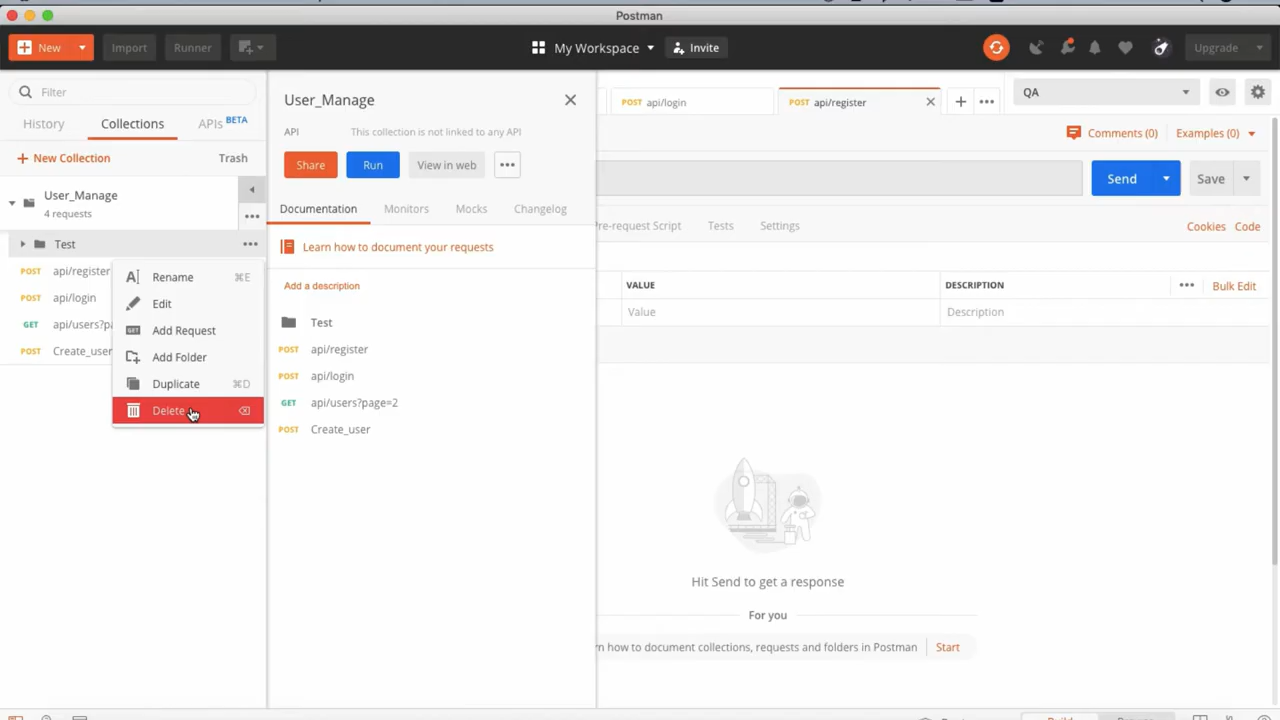 Postman
New
Import
Runner
My Workspace
Invite
Upgrade
Filter
History
Collections
APIs BETA
New Collection
Trash
User_Manage
4 requests
Test
POST api/register
POST api/login
GET
POST Create_user
Rename ⌘E
Edit
Add Request
Add Folder
Duplicate ⌘D
Delete
User_Manage
API This collection is not linked to any API
Share
Run
View in web
Documentation
Monitors
Mocks
Changelog
Learn how to document your requests
Add a description
Test
POST api/register
POST api/login
GET api/users?page=2
POST Create_user
POST api/login
POST api/register
QA
Comments (0)
Examples (0)
Send
Save
re-request Script
Tests
Settings
Cookies
Code
VALUE
DESCRIPTION
Bulk Edit
Value
Description
Hit Send to get a response
For you
rn how to document collections, requests and folders in Postman
Start